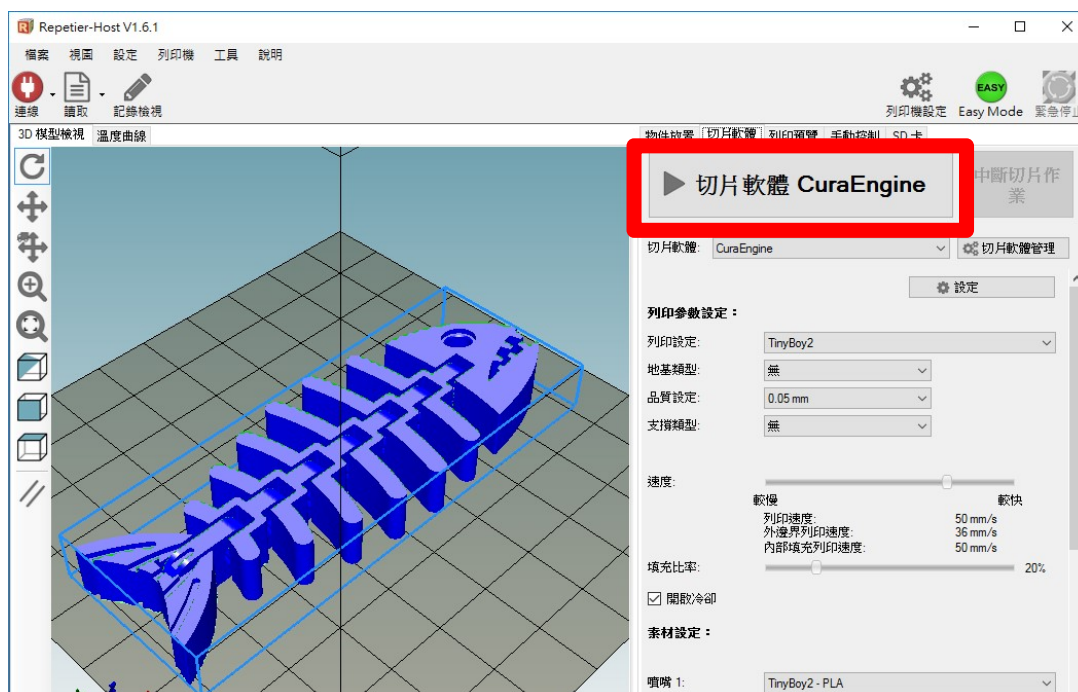 Repetier-Host V1.6.1
檔案 視圖 設定 列印機 工具 說明
連線 讀取 記錄檢視 列印機設定 EASY Easy Mode 緊急停止
3D 模型檢視 溫度曲線 物件放置 切片軟體 列印預覽 手動控制 SD 卡
切片軟體 CuraEngine
中斷切片作業
切片軟體: CuraEngine 切片軟體管理
設定
列印參數設定：
列印設定: TinyBoy2
地基類型: 無
品質設定: 0.05 mm
支撐類型: 無
速度:
較慢 較快
列印速度: 50 mm/s
外邊界列印速度: 36 mm/s
內部填充列印速度: 50 mm/s
填充比率: 20%
開啟冷卻
素材設定：
噴嘴 1: TinyBoy2 - PLA